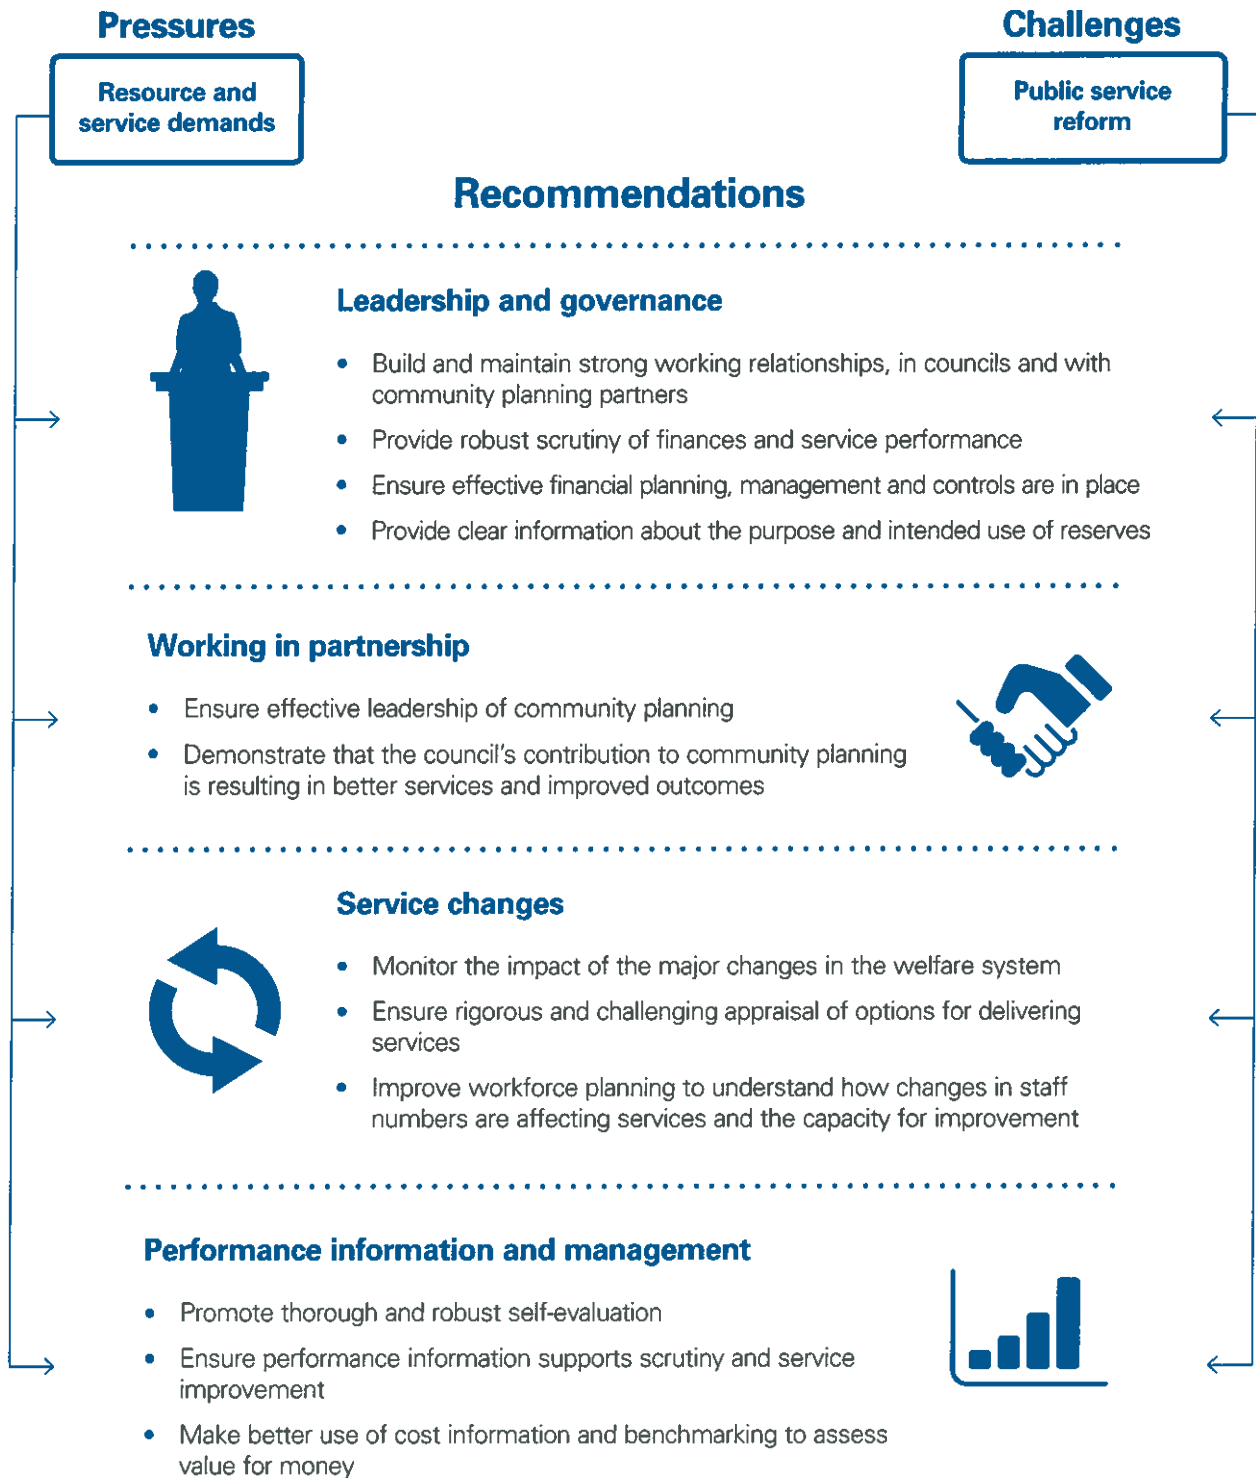 Pressures
Challenges
Resource and
service demands
Public service
reform
Recommendations
Leadership and governance
• Build and maintain strong working relationships, in councils and with
community planning partners
• Provide robust scrutiny of finances and service performance
• Ensure effective financial planning, management and controls are in place
• Provide clear information about the purpose and intended use of reserves
Working in partnership
• Ensure effective leadership of community planning
• Demonstrate that the council's contribution to community planning
is resulting in better services and improved outcomes
Service changes
• Monitor the impact of the major changes in the welfare system
• Ensure rigorous and challenging appraisal of options for delivering
services
• Improve workforce planning to understand how changes in staff
numbers are affecting services and the capacity for improvement
Performance information and management
• Promote thorough and robust self-evaluation
• Ensure performance information supports scrutiny and service
improvement
• Make better use of cost information and benchmarking to assess
value for money